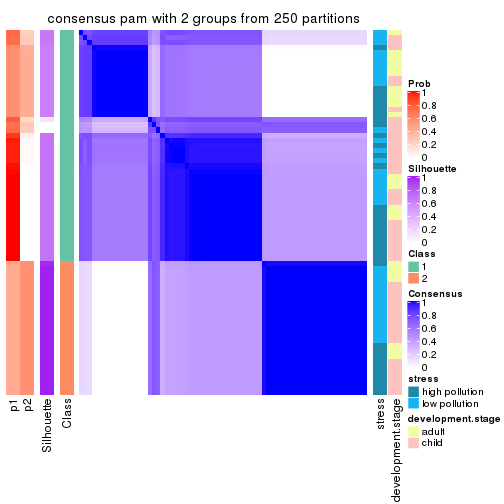 consensus pam with 2 groups from 250 partitions
Prob
1
0.8
0.6
0.4
0.2
0
Silhouette
1
0.8
0.6
0.4
0.2
0
Class
1
2
Consensus
1
0.8
0.6
0.4
0.2
0
stress
high pollution
low pollution
development.stage
adult
child
p1
p2
Silhouette
Class
stress
development.stage